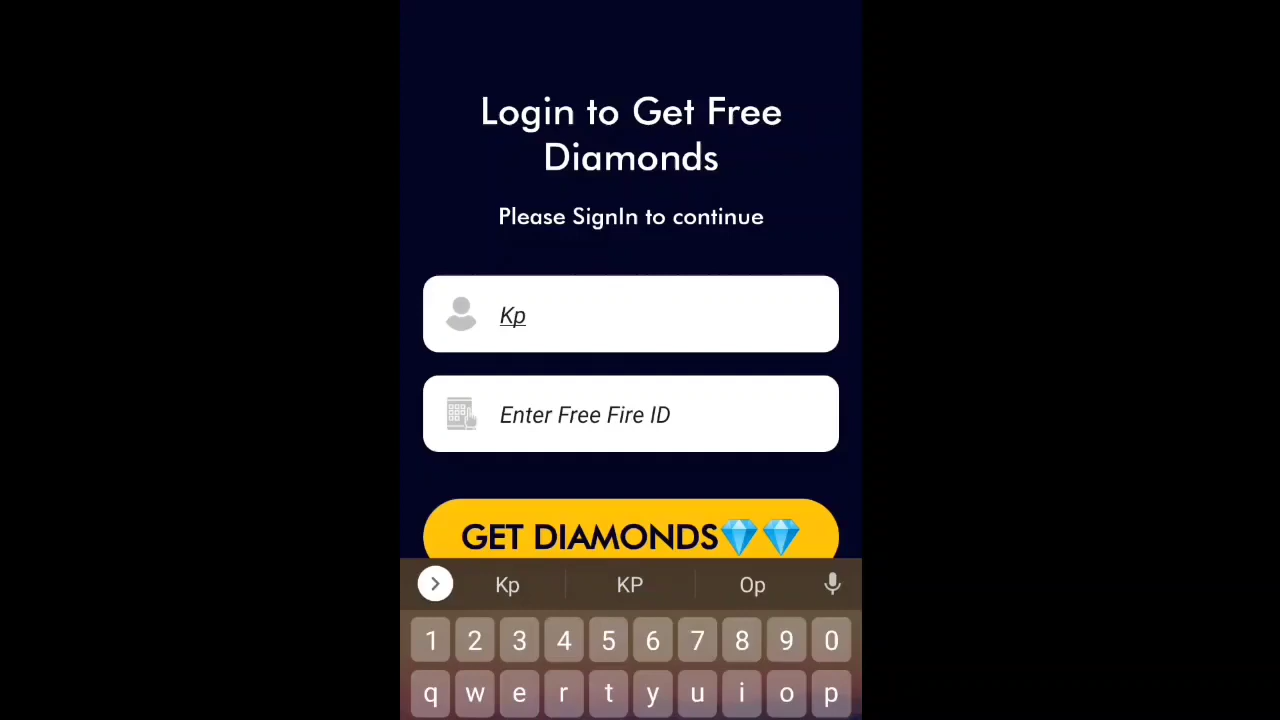 Login to Get Free
Diamonds
Please SignIn to continue
Kp
Enter Free Fire ID
GET DIAMONDS💎💎
Kp KP Op
1 2 3 4 5 6 7 8 9 0
q w e r t y u i o p